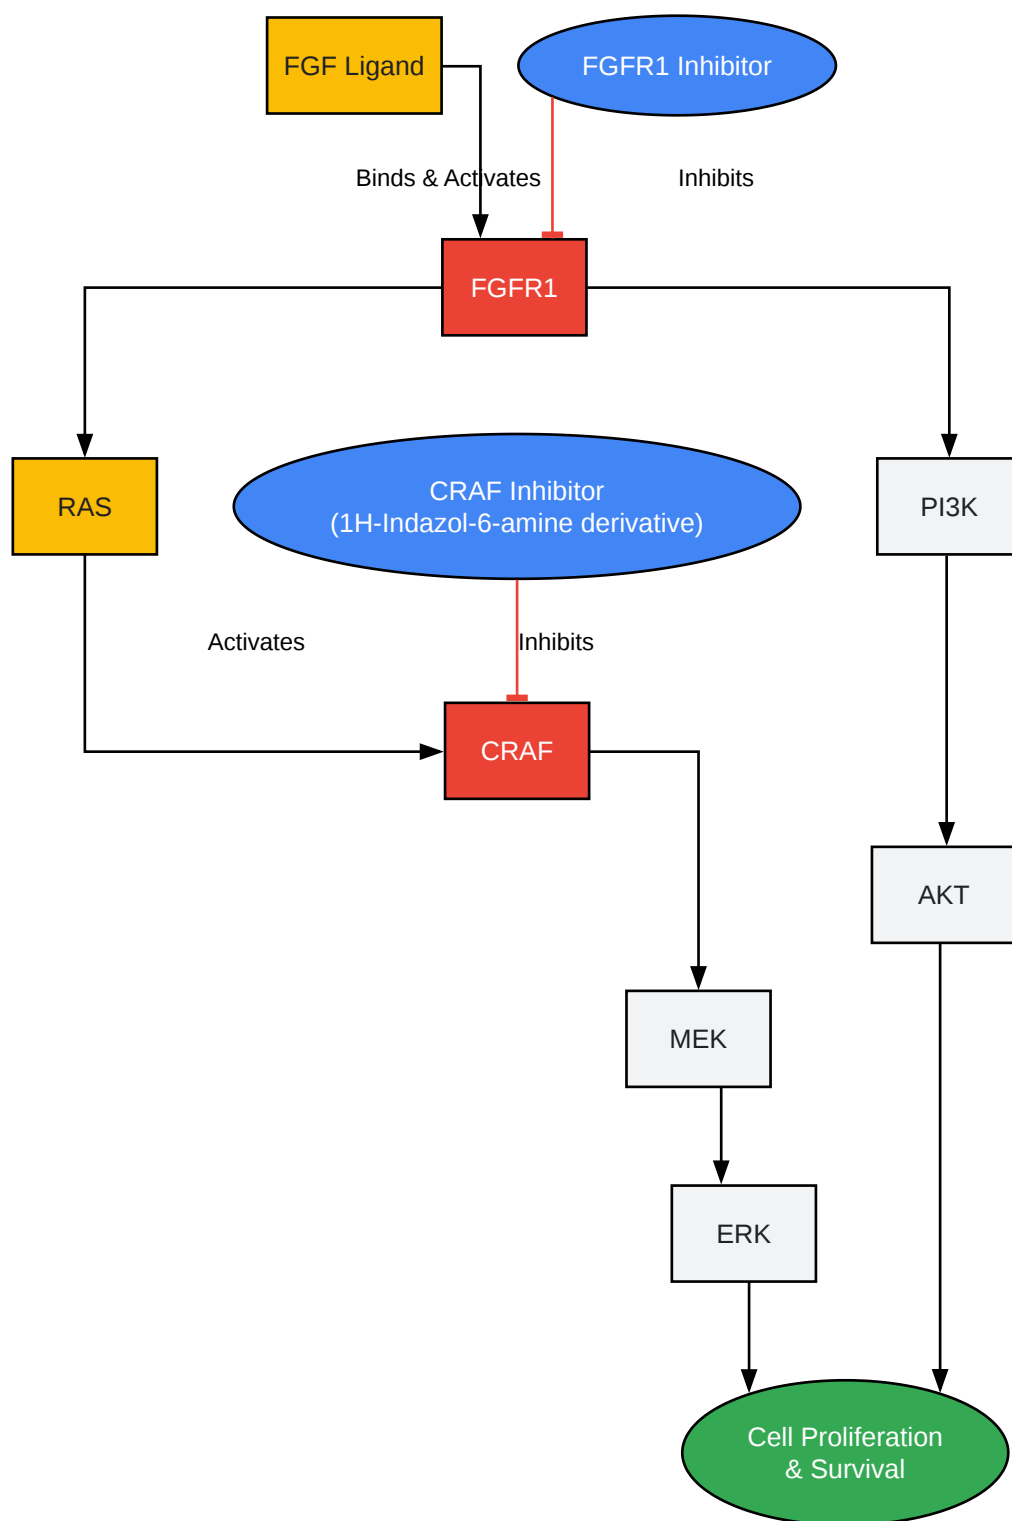 FGF Ligand
FGFR1 Inhibitor
Binds & Activates
Inhibits
FGFR1
RAS
CRAF Inhibitor
(1H-Indazol-6-amine derivative)
PI3K
Activates
Inhibits
CRAF
AKT
MEK
ERK
Cell Proliferation
& Survival